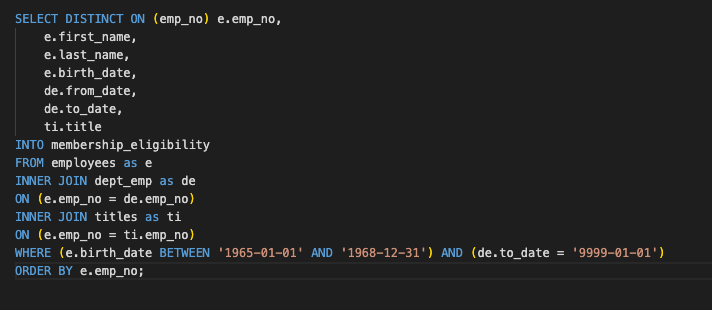 SELECT DISTINCT ON (emp_no) e.emp_no,
    e.first_name,
    e.last_name,
    e.birth_date,
    de.from_date,
    de.to_date,
    ti.title
INTO membership_eligibility
FROM employees as e
INNER JOIN dept_emp as de
ON (e.emp_no = de.emp_no)
INNER JOIN titles as ti
ON (e.emp_no = ti.emp_no)
WHERE (e.birth_date BETWEEN '1965-01-01' AND '1968-12-31') AND (de.to_date = '9999-01-01')
ORDER BY e.emp_no;